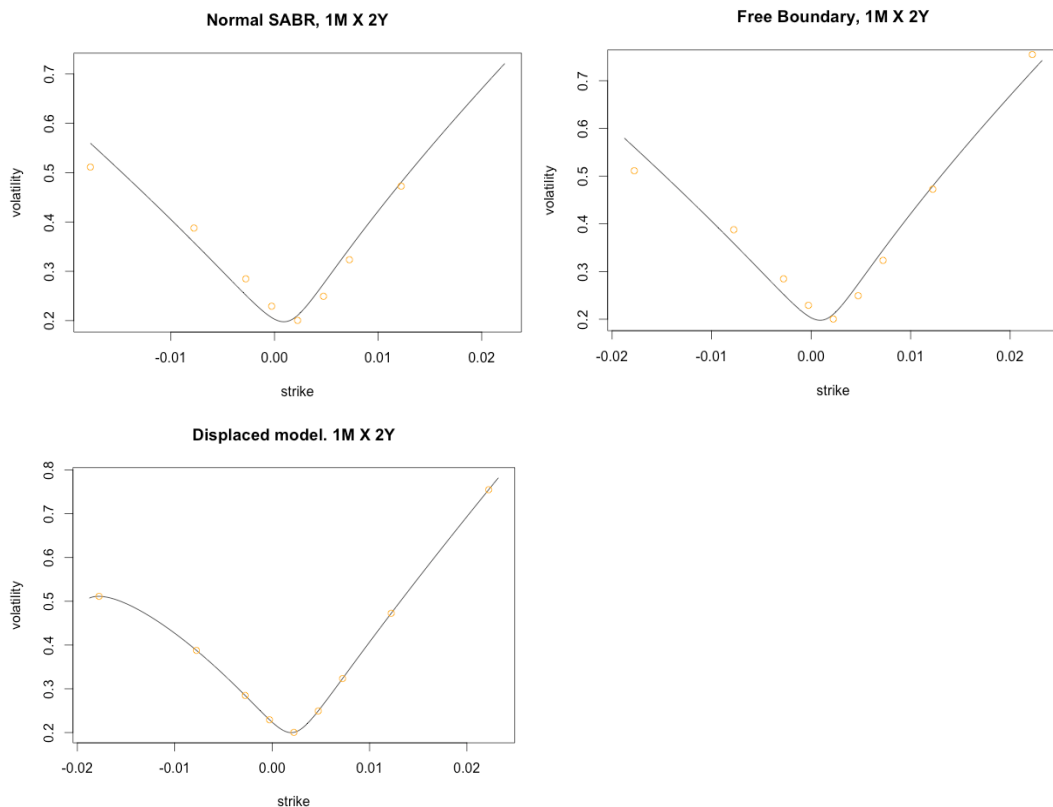 Normal SABR, 1M X 2Y
volatility
0.7
0.6
0.5
0.4
0.3
0.2
-0.01 0.00 0.01 0.02
strike
Free Boundary, 1M X 2Y
volatility
0.7
0.6
0.5
0.4
0.3
0.2
-0.02 -0.01 0.00 0.01 0.02
strike
Displaced model. 1M X 2Y
volatility
0.8
0.7
0.6
0.5
0.4
0.3
0.2
-0.02 -0.01 0.00 0.01 0.02
strike